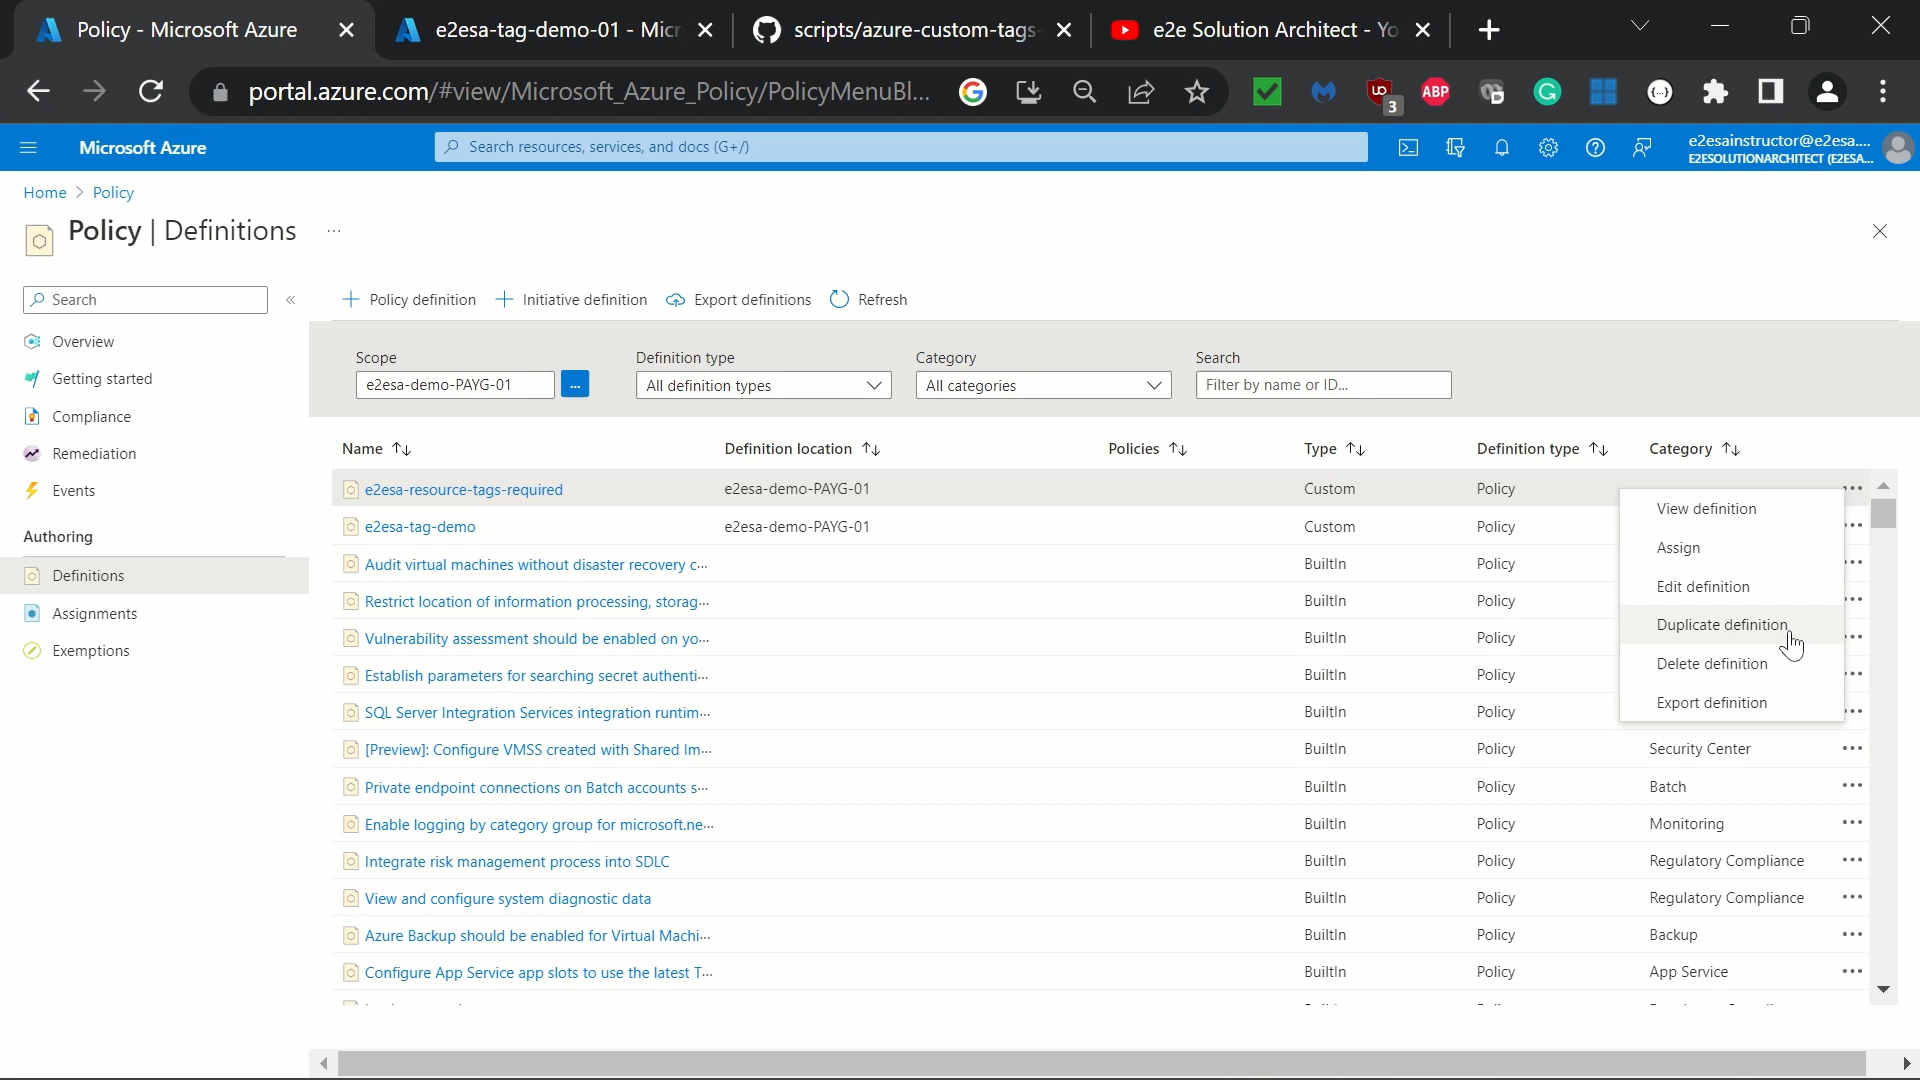 Policy - Microsoft Azure
e2esa-tag-demo-01 - Micr
scripts/azure-custom-tags-
e2e Solution Architect - Yo
portal.azure.com/#view/Microsoft_Azure_Policy/PolicyMenuBl...
3
ABP
Microsoft Azure
Search resources, services, and docs (G+/)
e2esainstructor@e2esa....
E2ESOLUTIONARCHITECT (E2ESA...
Home > Policy
Policy | Definitions ...
Search «
Policy definition
Initiative definition
Export definitions
Refresh
Overview
Getting started
Compliance
Remediation
Events
Authoring
Definitions
Assignments
Exemptions
Scope
e2esa-demo-PAYG-01 ...
Definition type
All definition types
Category
All categories
Search
Filter by name or ID...
Name Definition location Policies Type Definition type Category
e2esa-resource-tags-required e2esa-demo-PAYG-01 Custom Policy
e2esa-tag-demo e2esa-demo-PAYG-01 Custom Policy
Audit virtual machines without disaster recovery c... BuiltIn Policy
Restrict location of information processing, storag... BuiltIn Policy
Vulnerability assessment should be enabled on yo... BuiltIn Policy
Establish parameters for searching secret authenti... BuiltIn Policy
SQL Server Integration Services integration runtim... BuiltIn Policy
[Preview]: Configure VMSS created with Shared Im... BuiltIn Policy Security Center
Private endpoint connections on Batch accounts s... BuiltIn Policy Batch
Enable logging by category group for microsoft.ne... BuiltIn Policy Monitoring
Integrate risk management process into SDLC BuiltIn Policy Regulatory Compliance
View and configure system diagnostic data BuiltIn Policy Regulatory Compliance
Azure Backup should be enabled for Virtual Machi... BuiltIn Policy Backup
Configure App Service app slots to use the latest T... BuiltIn Policy App Service
View definition
Assign
Edit definition
Duplicate definition
Delete definition
Export definition